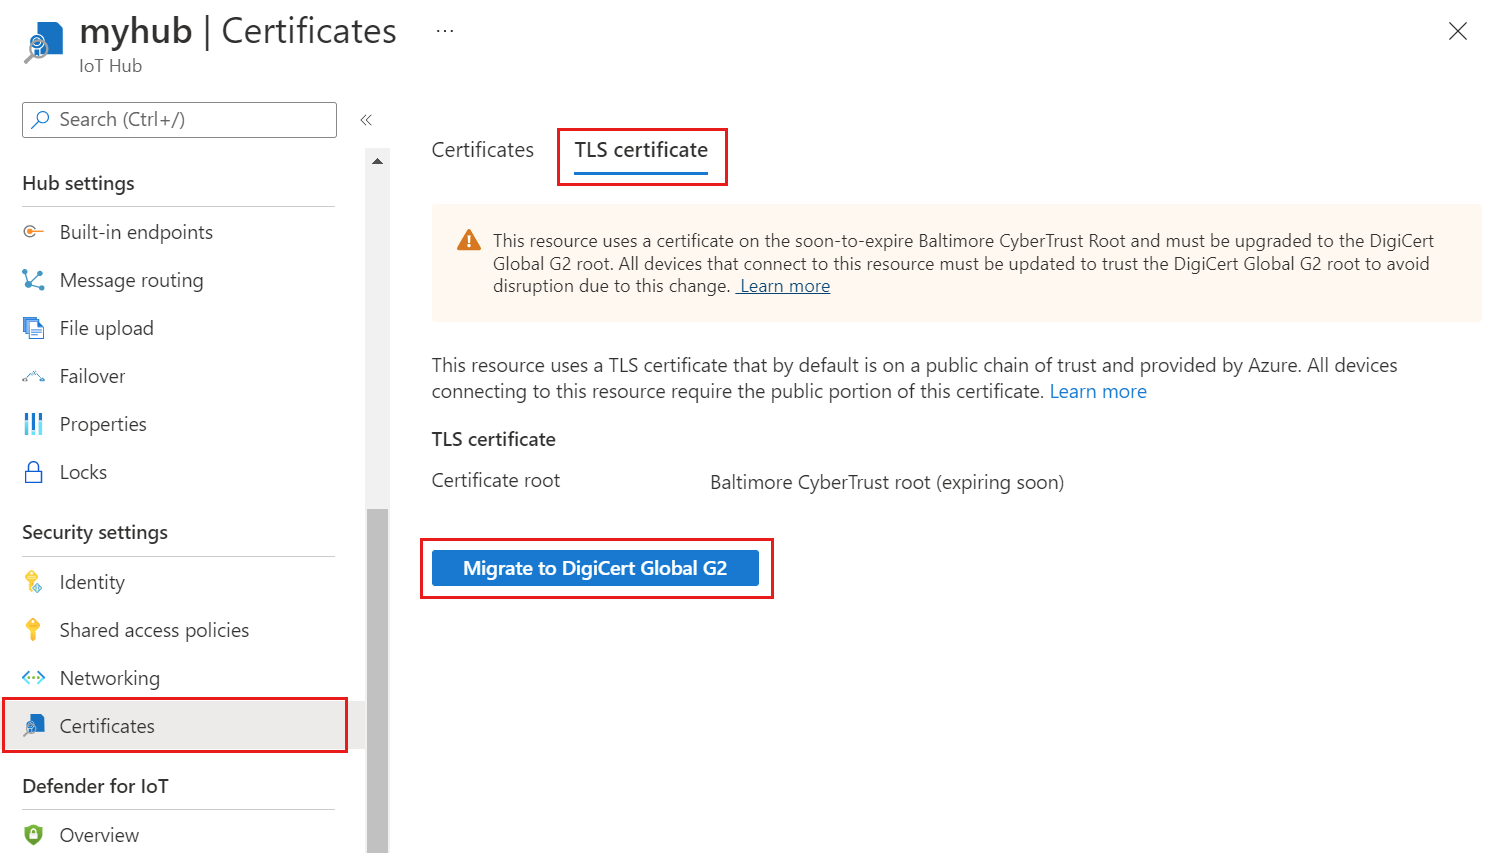 myhub | Certificates ...
IoT Hub
Search (Ctrl+/)
«
Hub settings
Built-in endpoints
Message routing
File upload
Failover
Properties
Locks
Security settings
Identity
Shared access policies
Networking
Certificates
Defender for IoT
Overview
Certificates
TLS certificate
This resource uses a certificate on the soon-to-expire Baltimore CyberTrust Root and must be upgraded to the DigiCert
Global G2 root. All devices that connect to this resource must be updated to trust the DigiCert Global G2 root to avoid
disruption due to this change. Learn more
This resource uses a TLS certificate that by default is on a public chain of trust and provided by Azure. All devices
connecting to this resource require the public portion of this certificate. Learn more
TLS certificate
Certificate root
Baltimore CyberTrust root (expiring soon)
Migrate to DigiCert Global G2